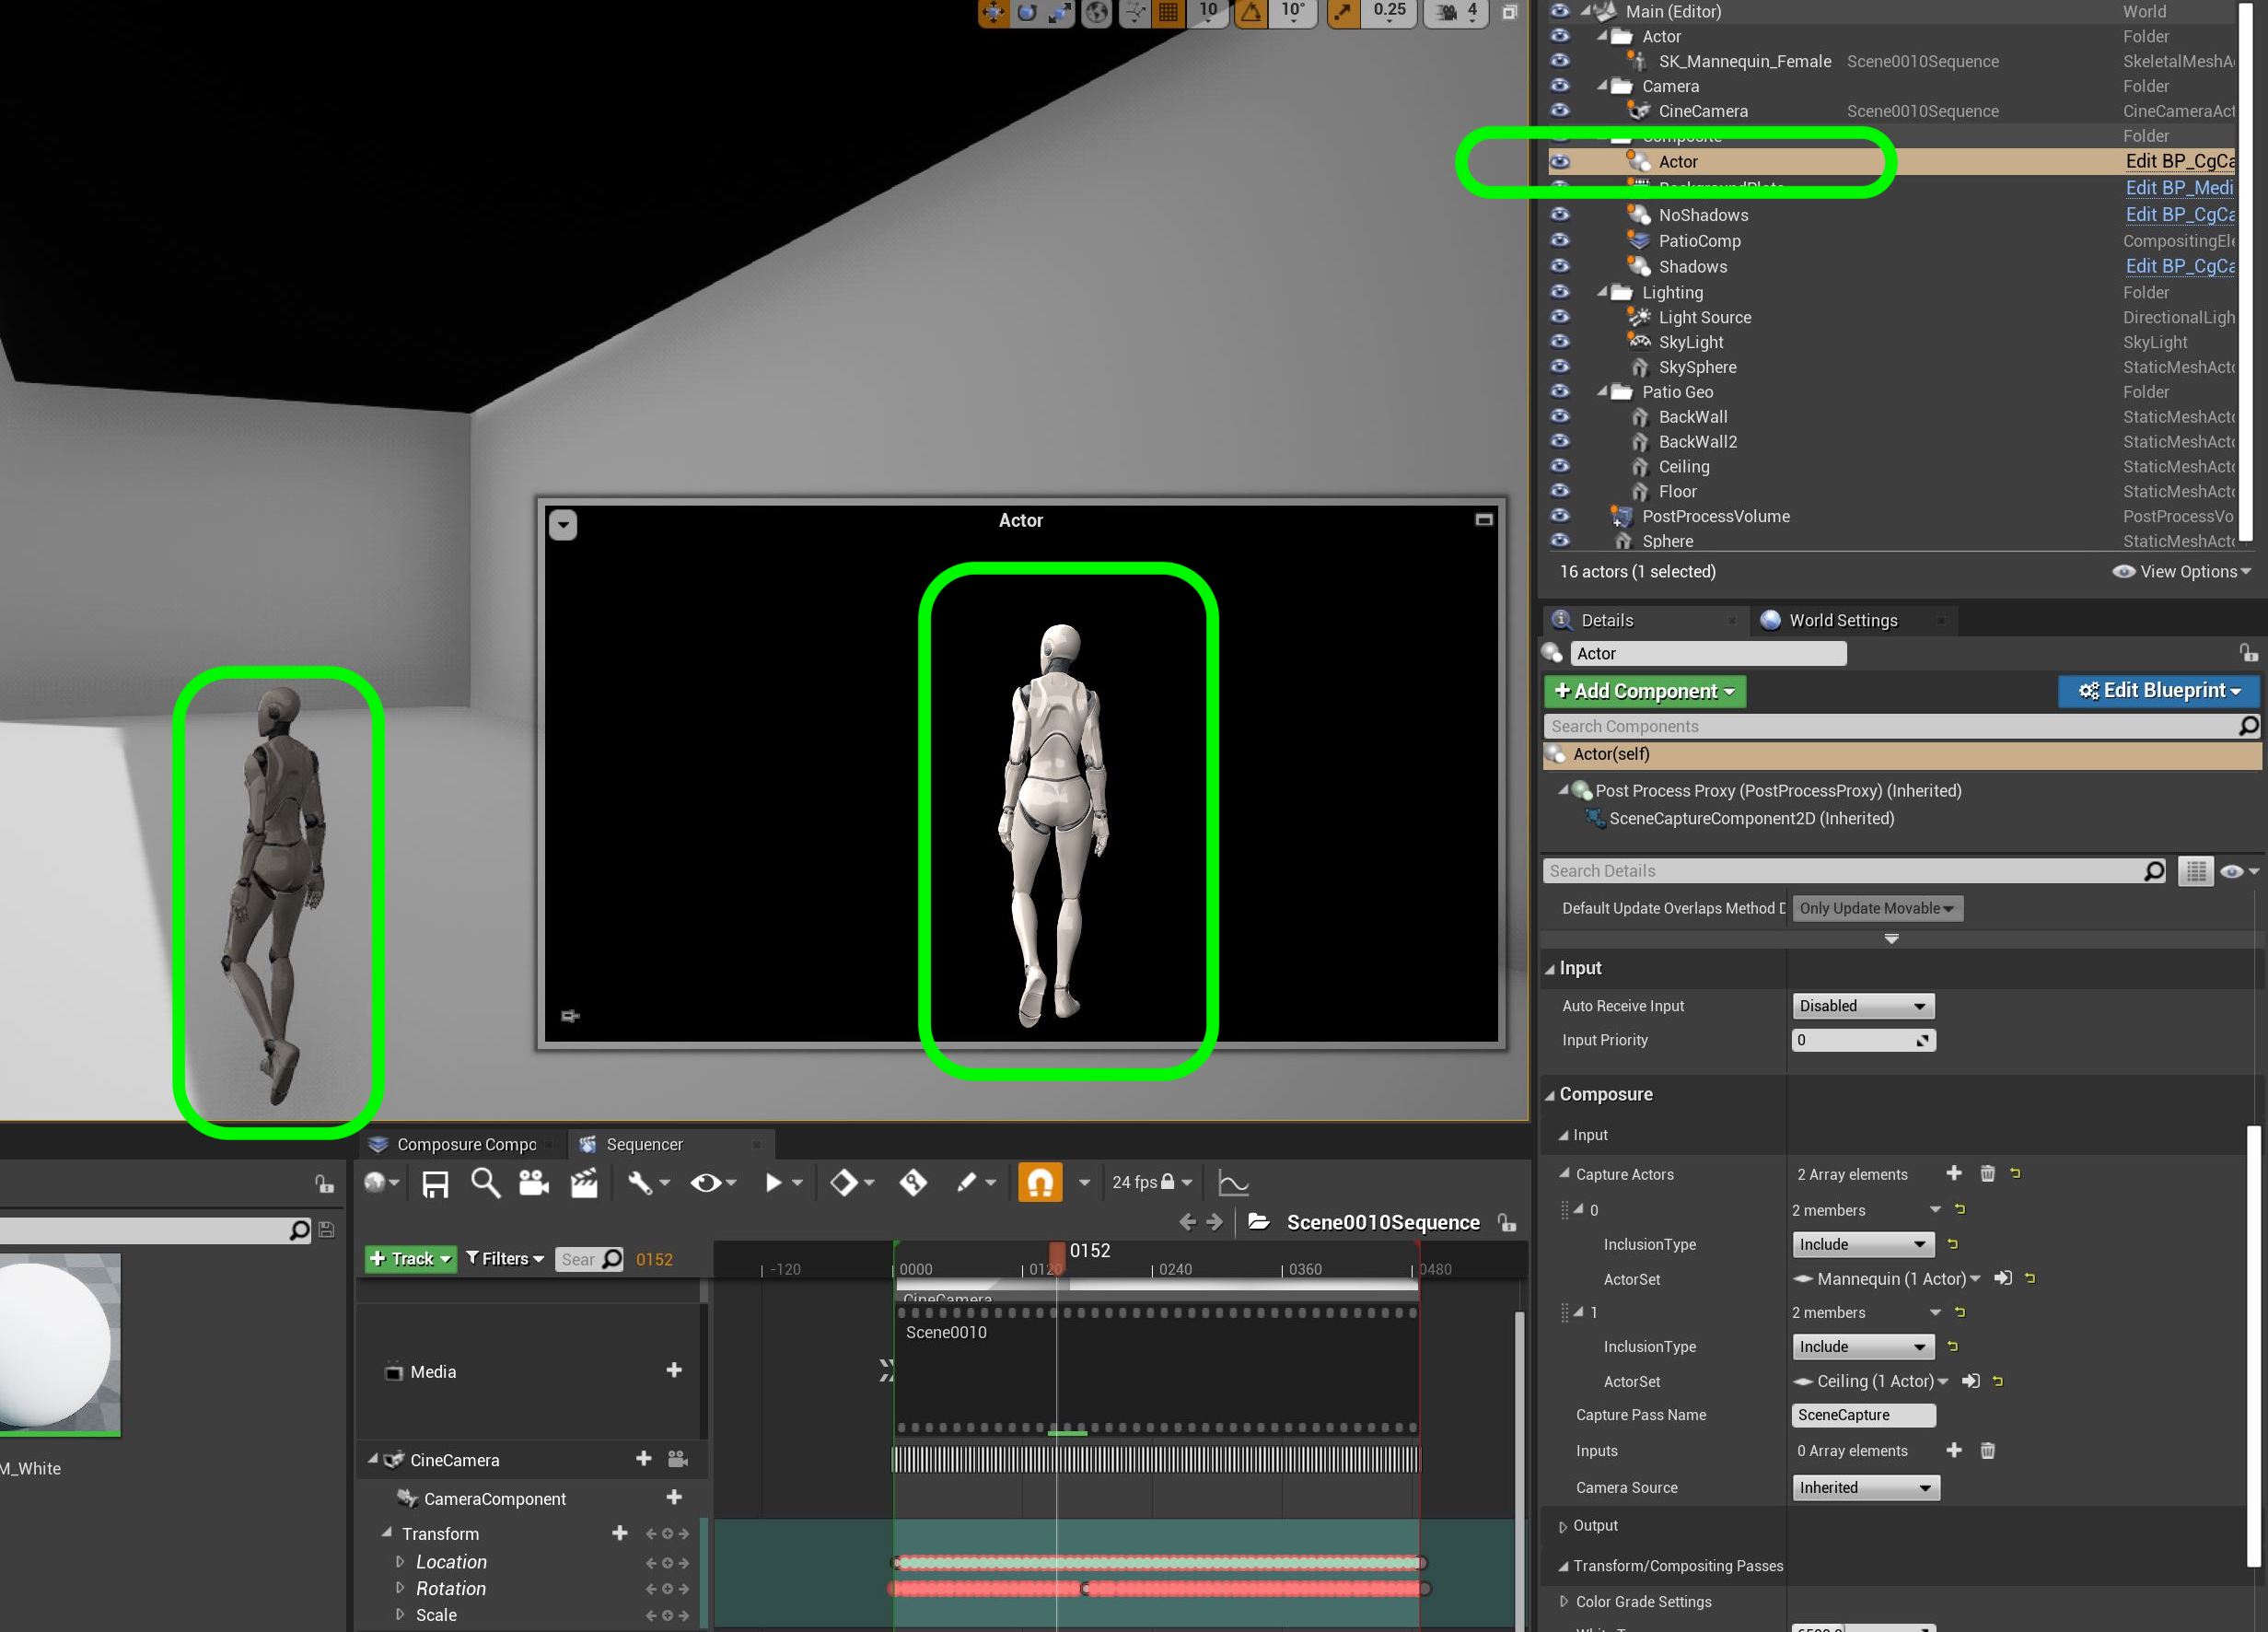 10
10°
0.25
4
Main (Editor) World
Actor Folder
SK_Mannequin_Female Scene0010Sequence SkeletalMeshA
Camera Folder
CineCamera Scene0010Sequence CineCameraAct
Composite Folder
Actor Edit BP_CgCa
BackgroundPlate Edit BP_Medi
NoShadows Edit BP_CgCa
PatioComp CompositingEle
Shadows Edit BP_CgCa
Lighting Folder
Light Source DirectionalLigh
SkyLight SkyLight
SkySphere StaticMeshAct
Patio Geo Folder
BackWall StaticMeshAct
BackWall2 StaticMeshAct
Ceiling StaticMeshAct
Floor StaticMeshAct
PostProcessVolume PostProcessVo
Sphere StaticMeshAct
16 actors (1 selected) View Options
Actor
Details World Settings
Actor
+ Add Component Edit Blueprint
Search Components
Actor(self)
Post Process Proxy (PostProcessProxy) (Inherited)
SceneCaptureComponent2D (Inherited)
Search Details
Default Update Overlaps Method D Only Update Movable
Input
Auto Receive Input Disabled
Input Priority 0
Composure
Input
Capture Actors 2 Array elements
0 2 members
InclusionType Include
ActorSet Mannequin (1 Actor)
1 2 members
InclusionType Include
ActorSet Ceiling (1 Actor)
Capture Pass Name SceneCapture
Inputs 0 Array elements
Camera Source Inherited
Output
Transform/Compositing Passes
Color Grade Settings
Composure Compo Sequencer
24 fps
Scene0010Sequence
+ Track Filters Sear 0152
0152
-120 0000 0120 0240 0360 0480
CineCamera
Scene0010
Media
CineCamera
CameraComponent
Transform
Location
Rotation
Scale
M_White